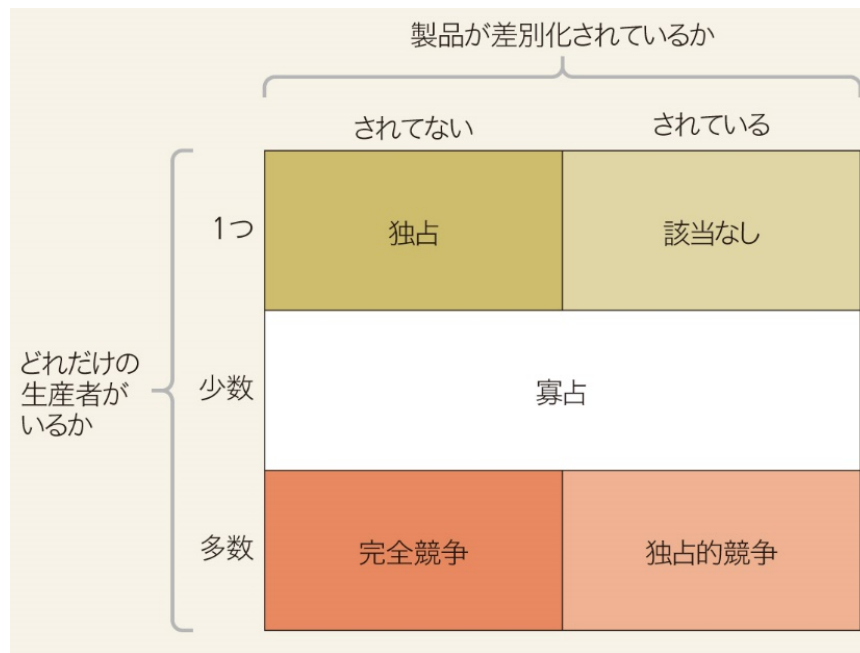 製品が差別化されているか
されてない
されている
1つ
独占
該当なし
どれだけの
生産者が
いるか
少数
寡占
多数
完全競争
独占的競争